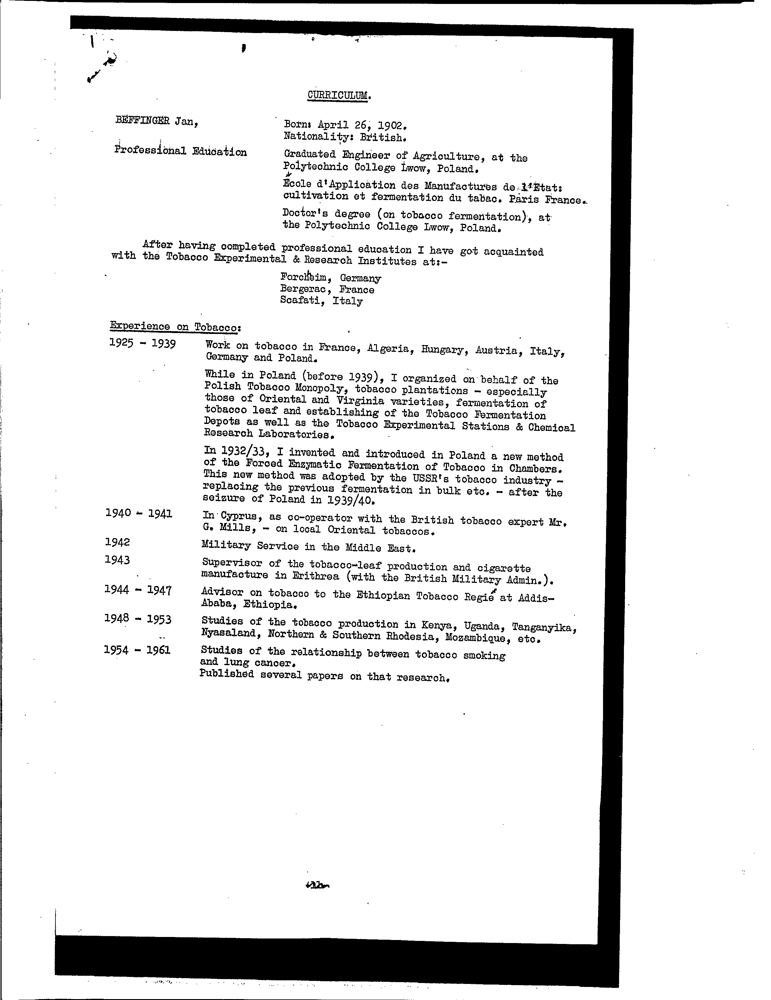 CURRICULUM.
BEFFINGER Jan,
Born: April 26, 1902.
Nationality: British.
Professional Education
Graduated Engineer of Agriculture, at the
Polytechnic College Lwow, Poland.
École d'Application des Manufactures de l'État:
cultivation et fermentation du tabac. Paris France.
Doctor's degree (on tobacco fermentation), at
the Polytechnic College Lwow, Poland.
After having completed professional education I have got acquainted
with the Tobacco Experimental & Research Institutes at:-
Forchheim, Germany
Bergerac, France
Scafati, Italy
Experience on Tobacco:
1925 - 1939 Work on tobacco in France, Algeria, Hungary, Austria, Italy,
Germany and Poland.
While in Poland (before 1939), I organized on behalf of the
Polish Tobacco Monopoly, tobacco plantations - especially
those of Oriental and Virginia varieties, fermentation of
tobacco leaf and establishing of the Tobacco Fermentation
Depots as well as the Tobacco Experimental Stations & Chemical
Research Laboratories.
In 1932/33, I invented and introduced in Poland a new method
of the Forced Enzymatic Fermentation of Tobacco in Chambers.
This new method was adopted by the USSR's tobacco industry -
replacing the previous fermentation in bulk etc. - after the
seizure of Poland in 1939/40.
1940 - 1941 In Cyprus, as co-operator with the British tobacco expert Mr.
G. Mills, - on local Oriental tobaccos.
1942 Military Service in the Middle East.
1943 Supervisor of the tobacco-leaf production and cigarette
manufacture in Erithrea (with the British Military Admin.).
1944 - 1947 Advisor on tobacco to the Ethiopian Tobacco Regié at Addis-
Ababa, Ethiopia.
1948 - 1953 Studies of the tobacco production in Kenya, Uganda, Tanganyika,
Nyasaland, Northern & Southern Rhodesia, Mozambique, etc.
1954 - 1961 Studies of the relationship between tobacco smoking
and lung cancer.
Published several papers on that research.